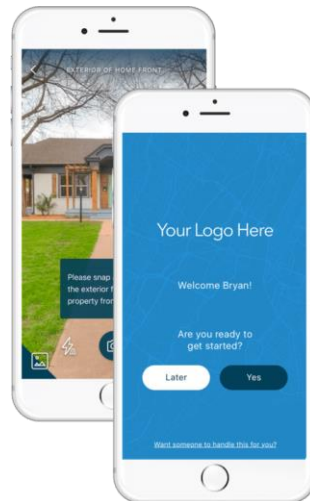 EXTERIOR OF HOME FRONT
Please snap
the exterior f
property fron
Your Logo Here
Welcome Bryan!
Are you ready to
get started?
Later
Yes
Want someone to handle this for you?